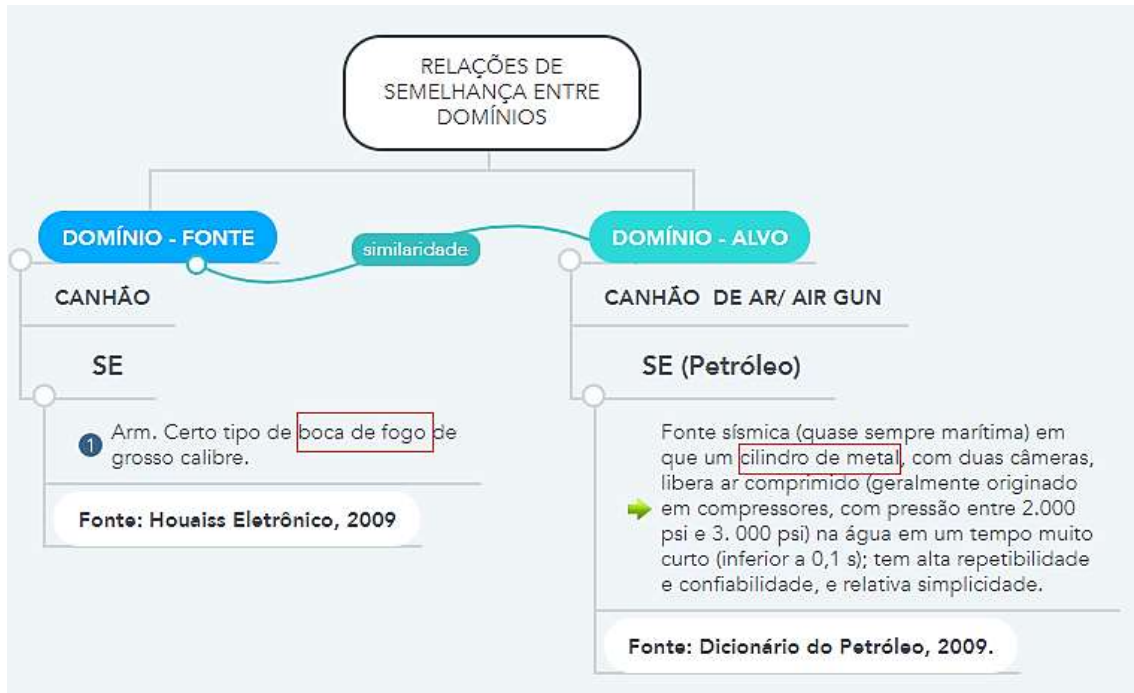 RELAÇÕES DE
SEMELHANÇA ENTRE
DOMÍNIOS
DOMÍNIO - FONTE
similaridade
DOMÍNIO - ALVO
CANHÃO
CANHÃO DE AR/ AIR GUN
SE
SE (Petróleo)
1 Arm. Certo tipo de boca de fogo de
grosso calibre.
Fonte: Houaiss Eletrônico, 2009
Fonte sísmica (quase sempre marítima) em
que um cilindro de metal, com duas câmeras,
libera ar comprimido (geralmente originado
em compressores, com pressão entre 2.000
psi e 3. 000 psi) na água em um tempo muito
curto (inferior a 0,1 s); tem alta repetibilidade
e confiabilidade, e relativa simplicidade.
Fonte: Dicionário do Petróleo, 2009.